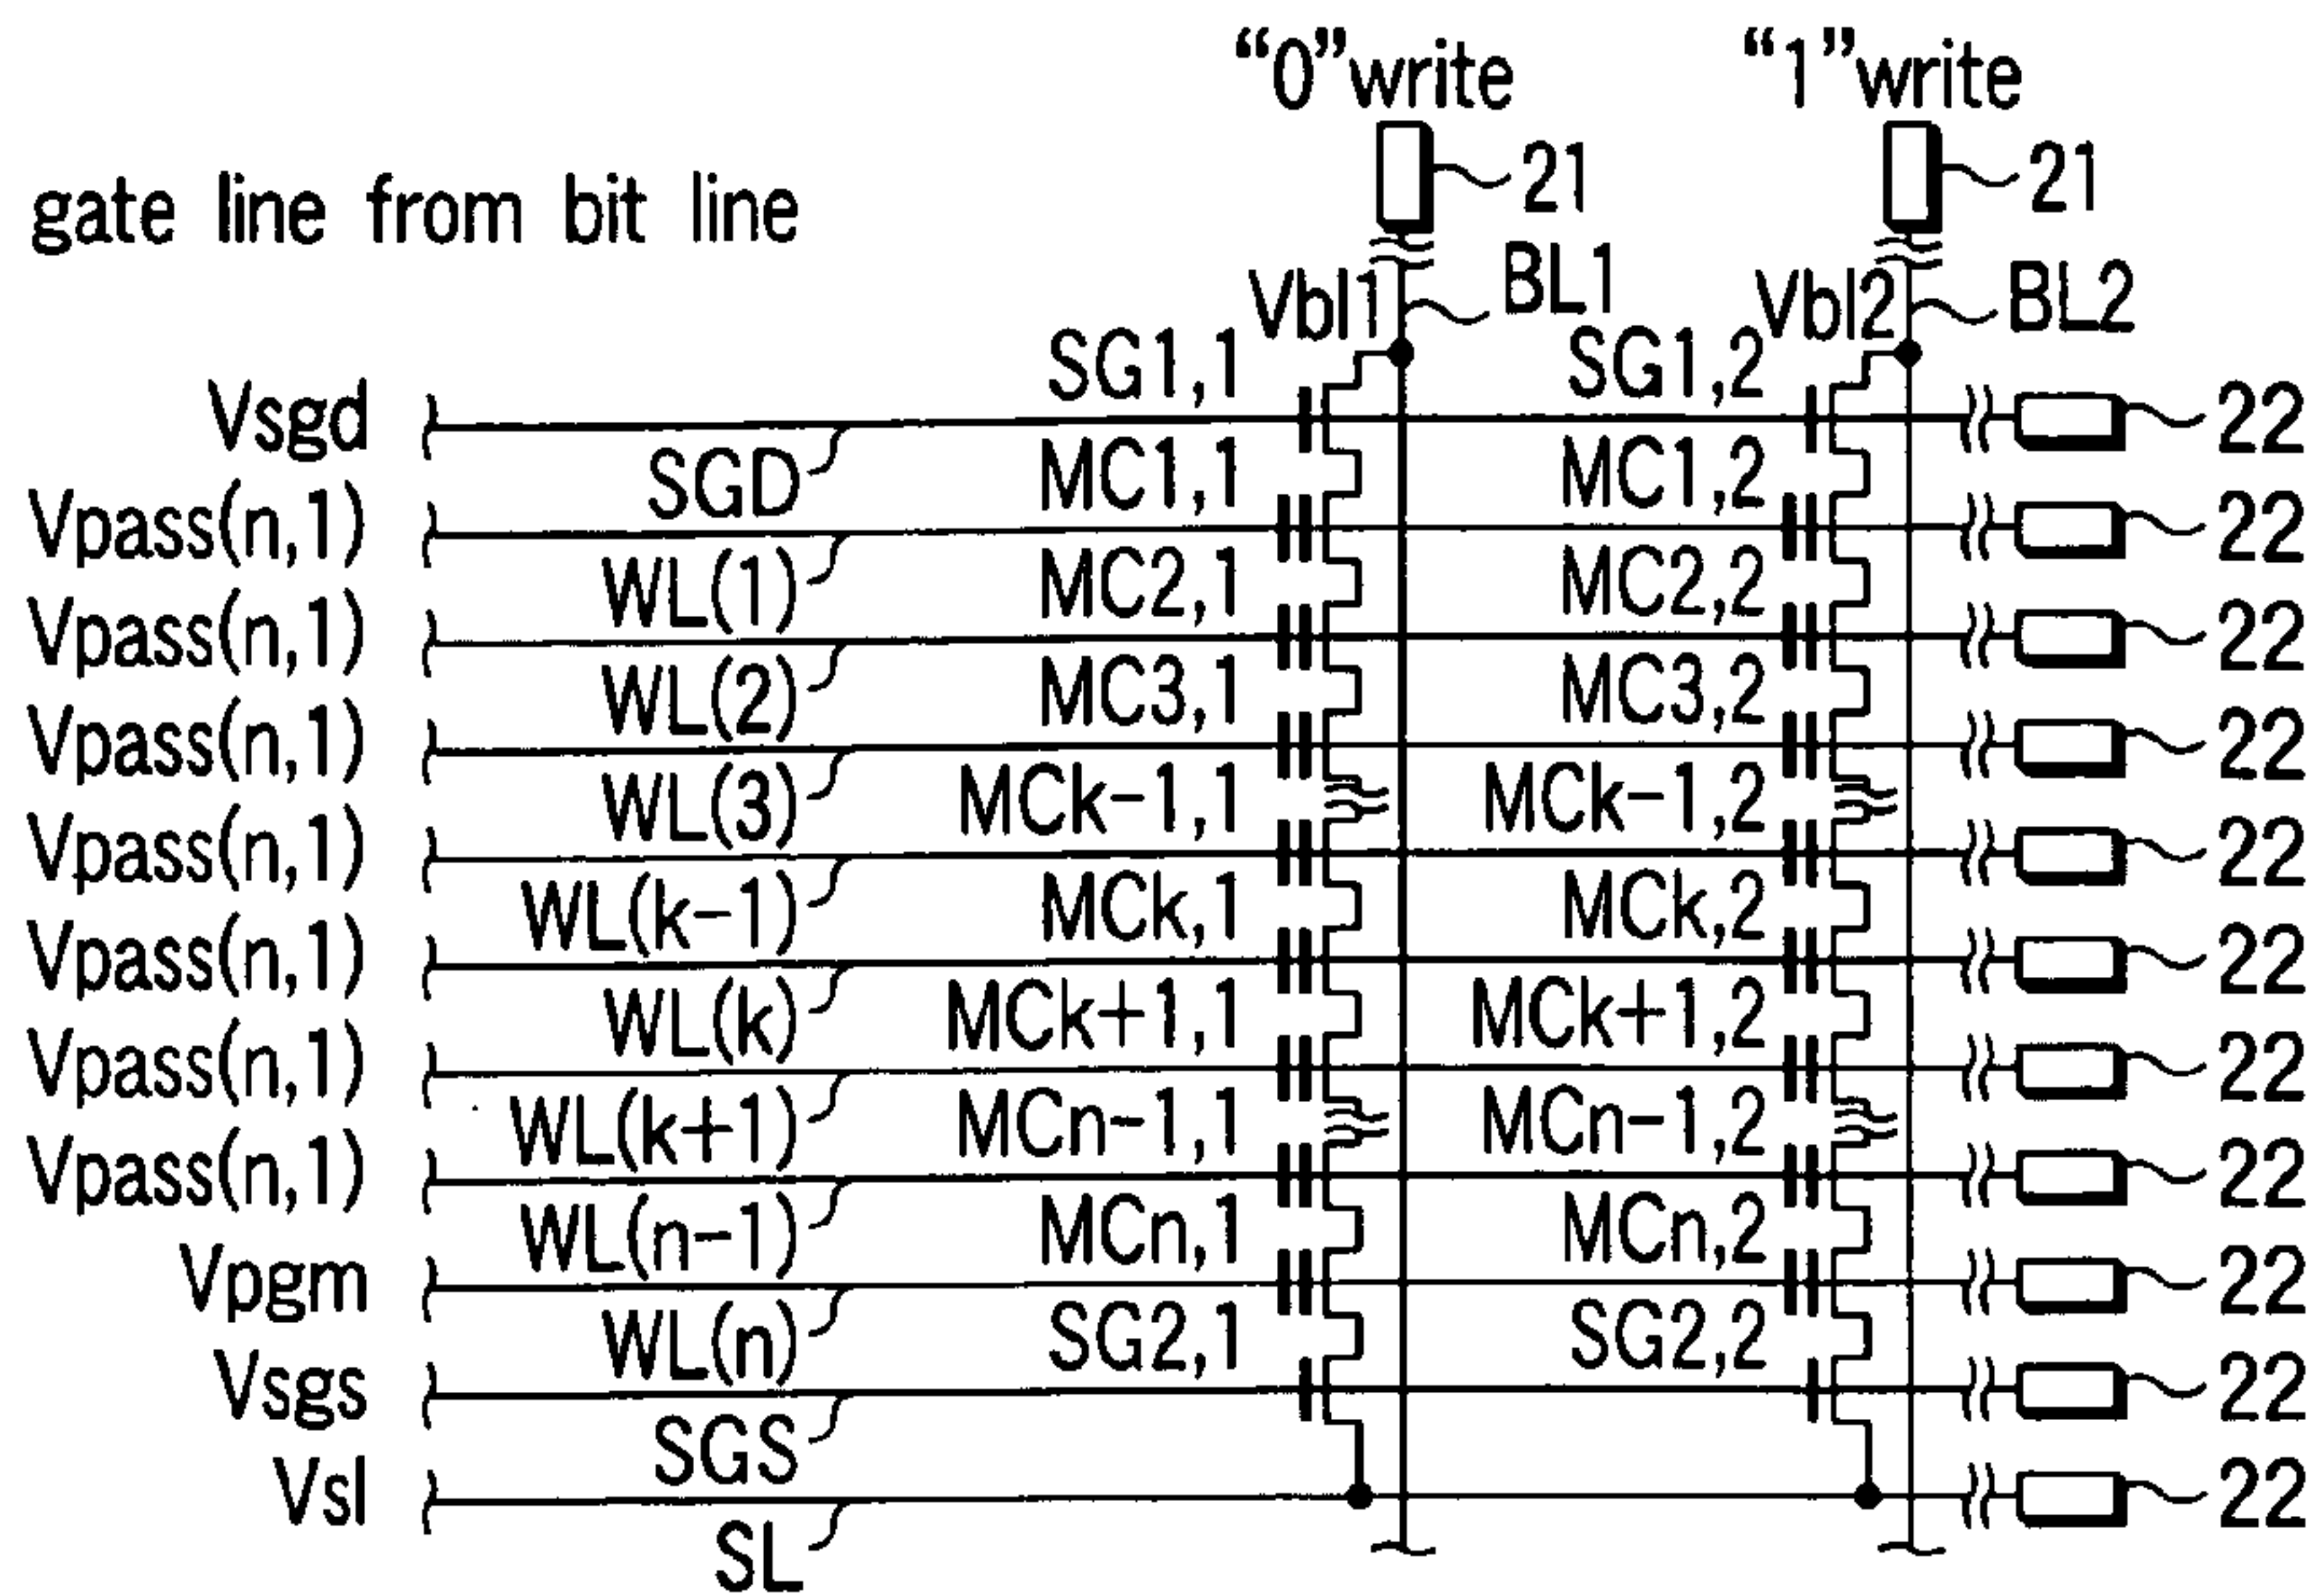 “0”write “1”write
21 21
gate line from bit line
Vbl1 BL1 Vbl2 BL2
SG1,1 SG1,2
Vsgd 22
SGD MC1,1 MC1,2
Vpass(n,1) 22
WL(1) MC2,1 MC2,2
Vpass(n,1) 22
WL(2) MC3,1 MC3,2
Vpass(n,1) 22
WL(3) MCk-1,1 MCk-1,2
Vpass(n,1) 22
WL(k-1) MCk,1 MCk,2
Vpass(n,1) 22
WL(k) MCk+1,1 MCk+1,2
Vpass(n,1) 22
WL(k+1) MCn-1,1 MCn-1,2
Vpass(n,1) 22
WL(n-1) MCn,1 MCn,2
Vpgm 22
WL(n) SG2,1 SG2,2
Vsgs 22
SGS
Vsl 22
SL